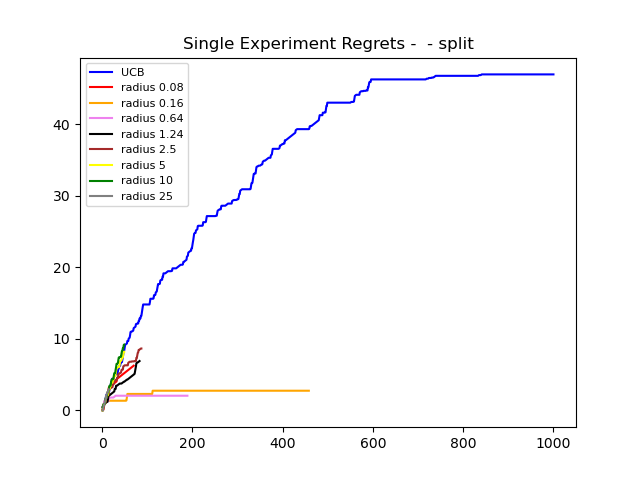 Single Experiment Regrets -  - split
UCB
radius 0.08
radius 0.16
radius 0.64
radius 1.24
radius 2.5
radius 5
radius 10
radius 25
40
30
20
10
0
0 200 400 600 800 1000